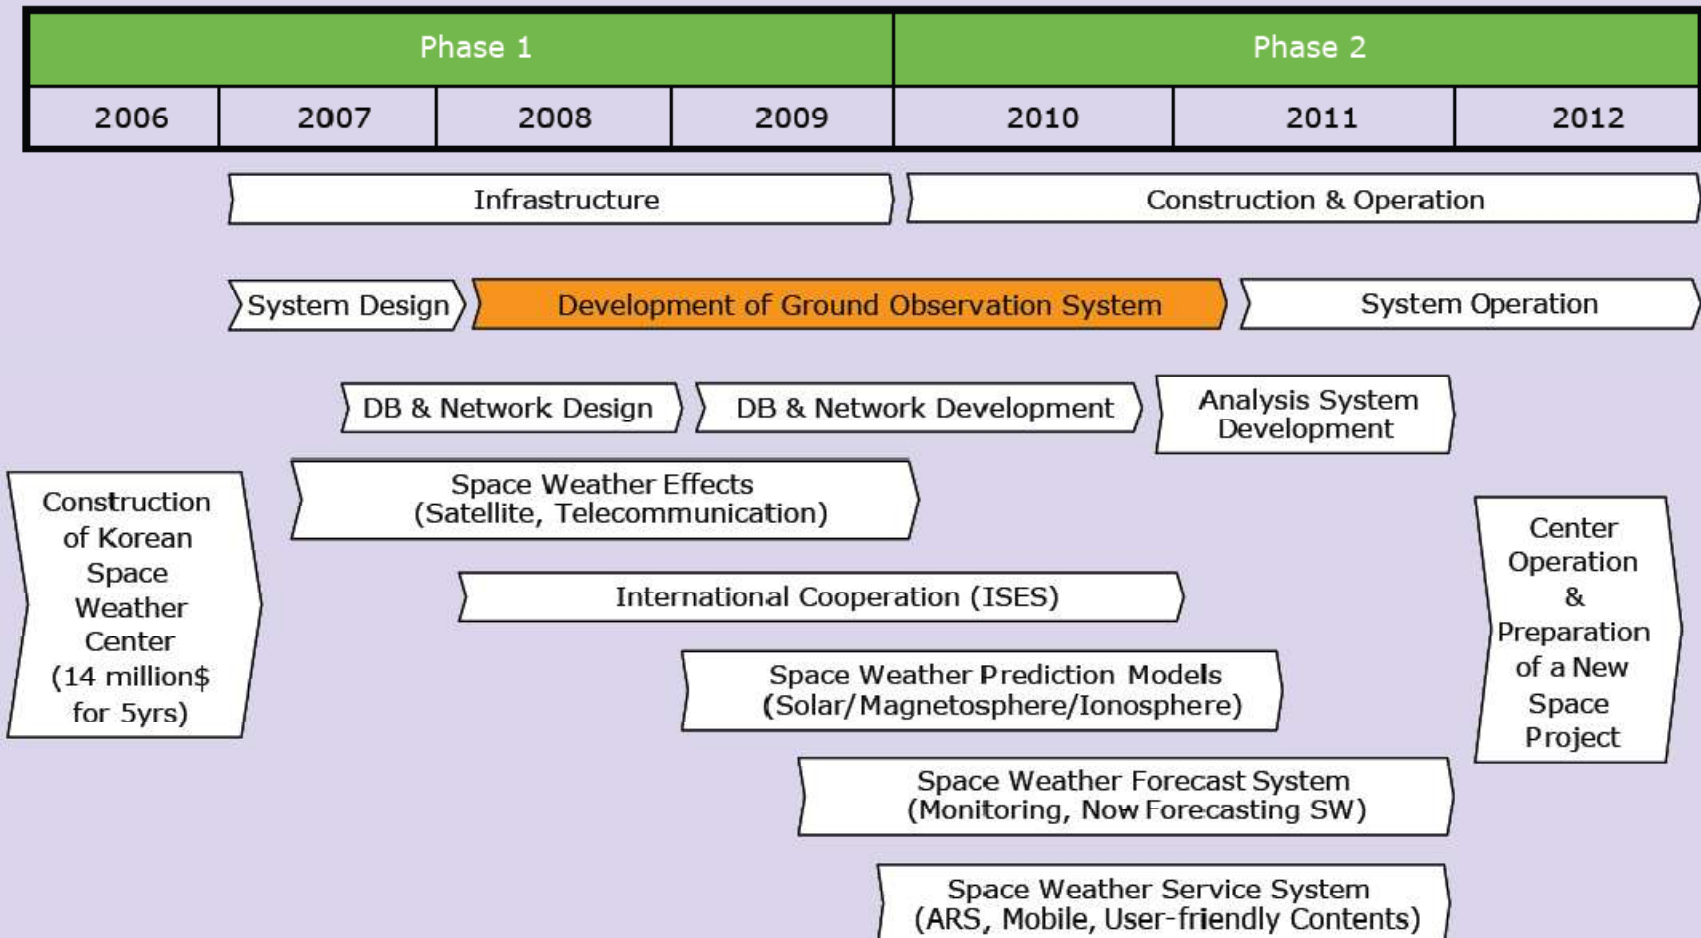 Phase 1
Phase 2
2006
2007
2008
2009
2010
2011
2012
Infrastructure
Construction & Operation
System Design
Development of Ground Observation System
System Operation
DB & Network Design
DB & Network Development
Analysis System
Development
Space Weather Effects
(Satellite, Telecommunication)
Construction
of Korean
Space
Weather
Center
(14 million$
for 5yrs)
International Cooperation (ISES)
Space Weather Prediction Models
(Solar/Magnetosphere/Ionosphere)
Center
Operation
&
Preparation
of a New
Space
Project
Space Weather Forecast System
(Monitoring, Now Forecasting SW)
Space Weather Service System
(ARS, Mobile, User-friendly Contents)